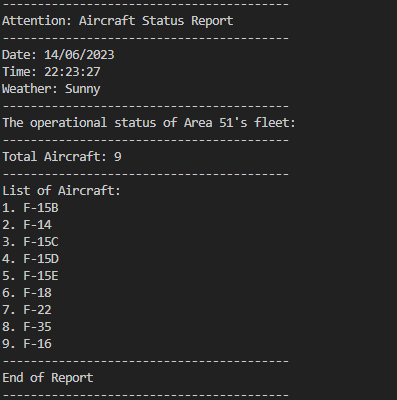 -----------------------------------------
Attention: Aircraft Status Report
-----------------------------------------
Date: 14/06/2023
Time: 22:23:27
Weather: Sunny
-----------------------------------------
The operational status of Area 51's fleet:
-----------------------------------------
Total Aircraft: 9
-----------------------------------------
List of Aircraft:
1. F-15B
2. F-14
3. F-15C
4. F-15D
5. F-15E
6. F-18
7. F-22
8. F-35
9. F-16
-----------------------------------------
End of Report
-----------------------------------------